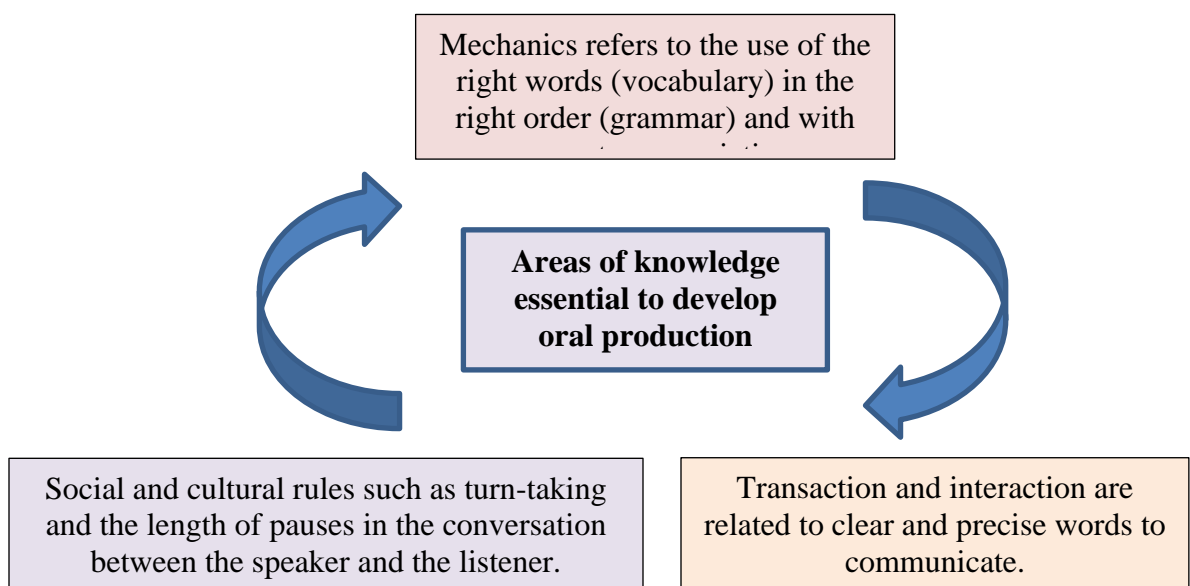 Mechanics refers to the use of the
right words (vocabulary) in the
right order (grammar) and with
Areas of knowledge
essential to develop
oral production
Social and cultural rules such as turn-taking
and the length of pauses in the conversation
between the speaker and the listener.
Transaction and interaction are
related to clear and precise words to
communicate.